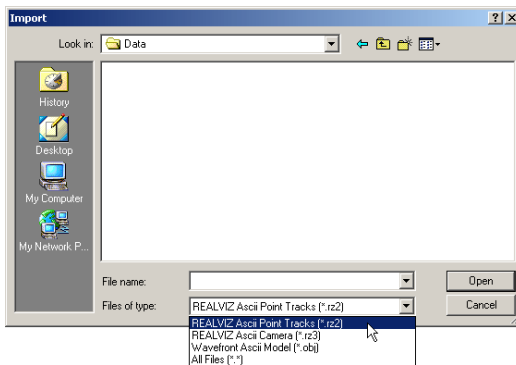 Import
Look in: Data
History
Desktop
My Computer
My Network P...
File name:
Open
Files of type: REALVIZ Ascii Point Tracks (*.rz2)
Cancel
REALVIZ Ascii Point Tracks (*.rz2)
REALVIZ Ascii Camera (*.rz3)
Wavefront Ascii Model (*.obj)
All Files (*.*)